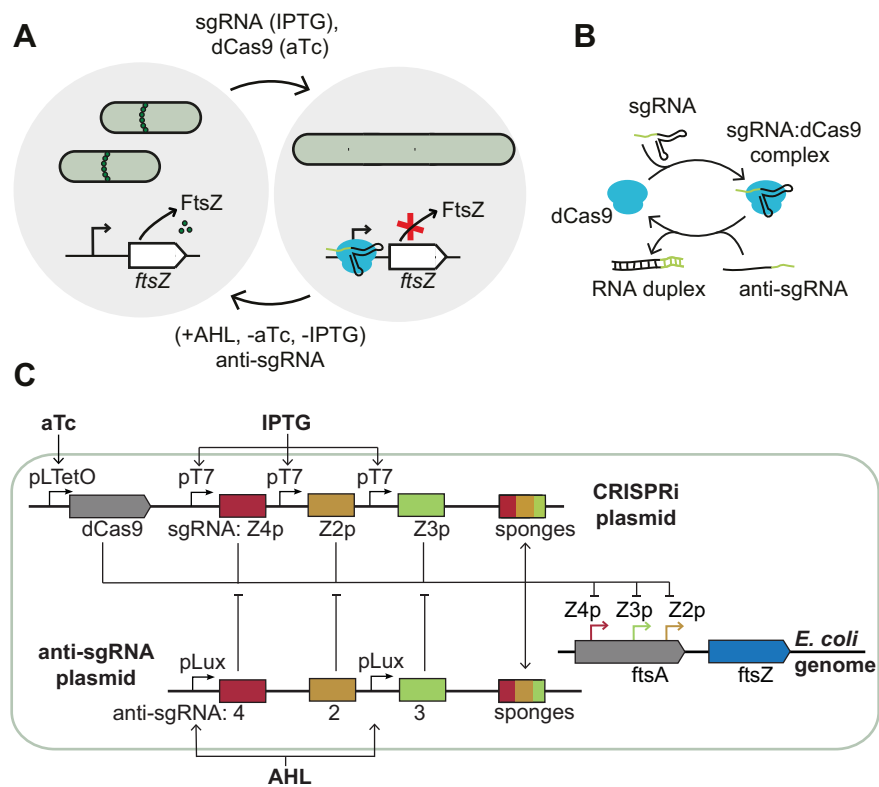 A
sgRNA (IPTG),
dCas9 (aTc)
FtsZ
ftsZ
FtsZ
ftsZ
(+AHL, -aTc, -IPTG)
anti-sgRNA
B
sgRNA
sgRNA:dCas9
complex
dCas9
RNA duplex
anti-sgRNA
C
aTc
IPTG
pLTetO
pT7
pT7
pT7
CRISPRi
plasmid
dCas9
sgRNA: Z4p
Z2p
Z3p
sponges
Z4p
Z3p
Z2p
E. coli
genome
ftsA
ftsZ
anti-sgRNA
plasmid
pLux
pLux
anti-sgRNA: 4
2
3
sponges
AHL